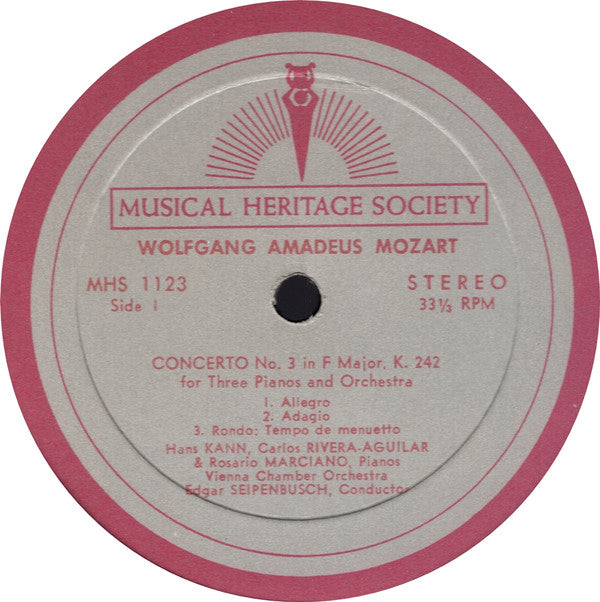 MUSICAL HERITAGE SOCIETY
WOLFGANG AMADEUS MOZART
MHS 1123
Side 1
STEREO
33⅓ RPM
CONCERTO No. 3 in F Major, K. 242
for Three Pianos and Orchestra
1. Allegro
2. Adagio
3. Rondo: Tempo de menuetto
Hans KANN, Carlos RIVERA-AGUILAR
& Rosario MARCIANO, Pianos
Vienna Chamber Orchestra
Edgar SEIPENBUSCH, Conductor